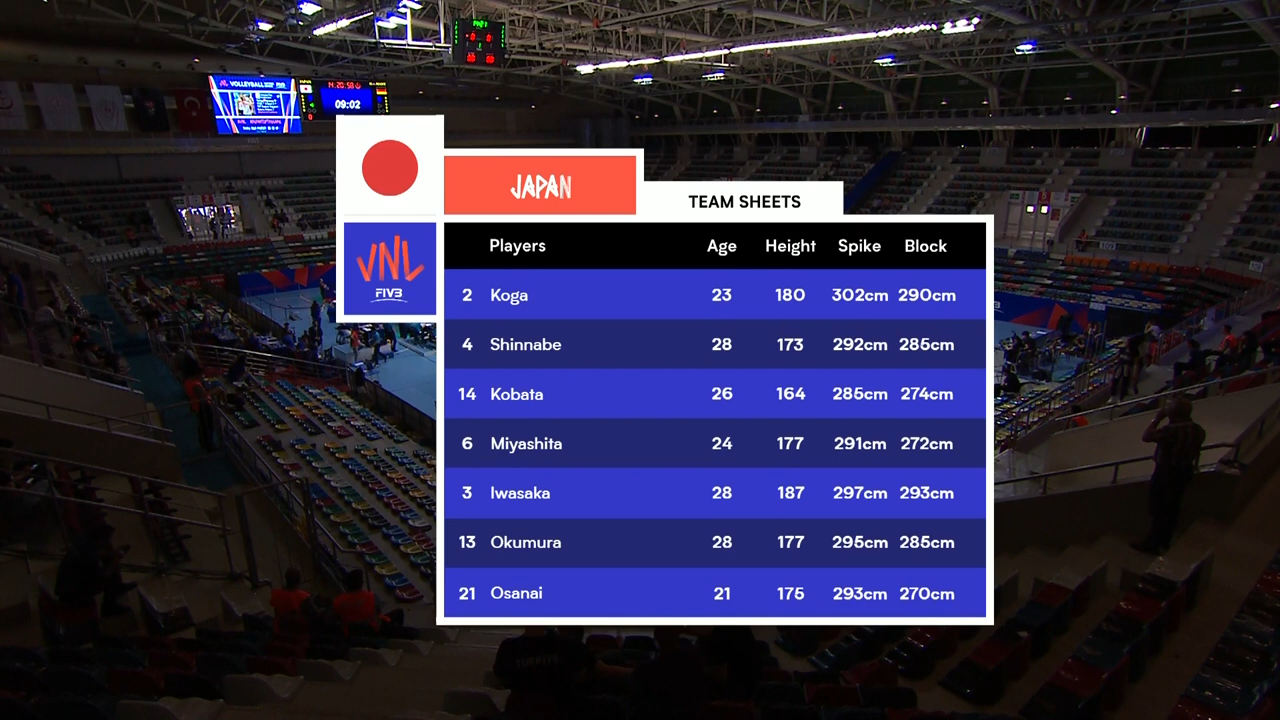 VOLLEYBALL
09:02
JAPAN
TEAM SHEETS
VNL
FIVB
Players Age Height Spike Block
2 Koga 23 180 302cm 290cm
4 Shinnabe 28 173 292cm 285cm
14 Kobata 26 164 285cm 274cm
6 Miyashita 24 177 291cm 272cm
3 Iwasaka 28 187 297cm 293cm
13 Okumura 28 177 295cm 285cm
21 Osanai 21 175 293cm 270cm